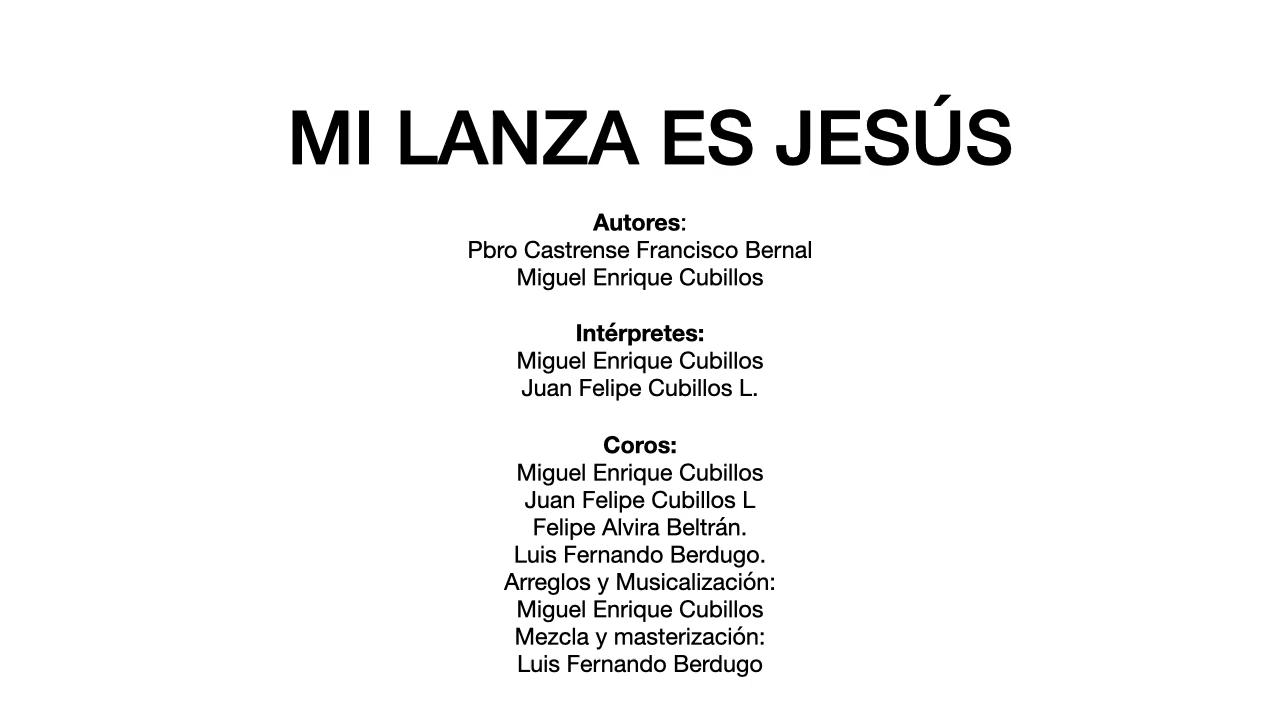 MI LANZA ES JESÚS
Autores:
Pbro Castrense Francisco Bernal
Miguel Enrique Cubillos
Intérpretes:
Miguel Enrique Cubillos
Juan Felipe Cubillos L.
Coros:
Miguel Enrique Cubillos
Juan Felipe Cubillos L
Felipe Alvira Beltrán.
Luis Fernando Berdugo.
Arreglos y Musicalización:
Miguel Enrique Cubillos
Mezcla y masterización:
Luis Fernando Berdugo